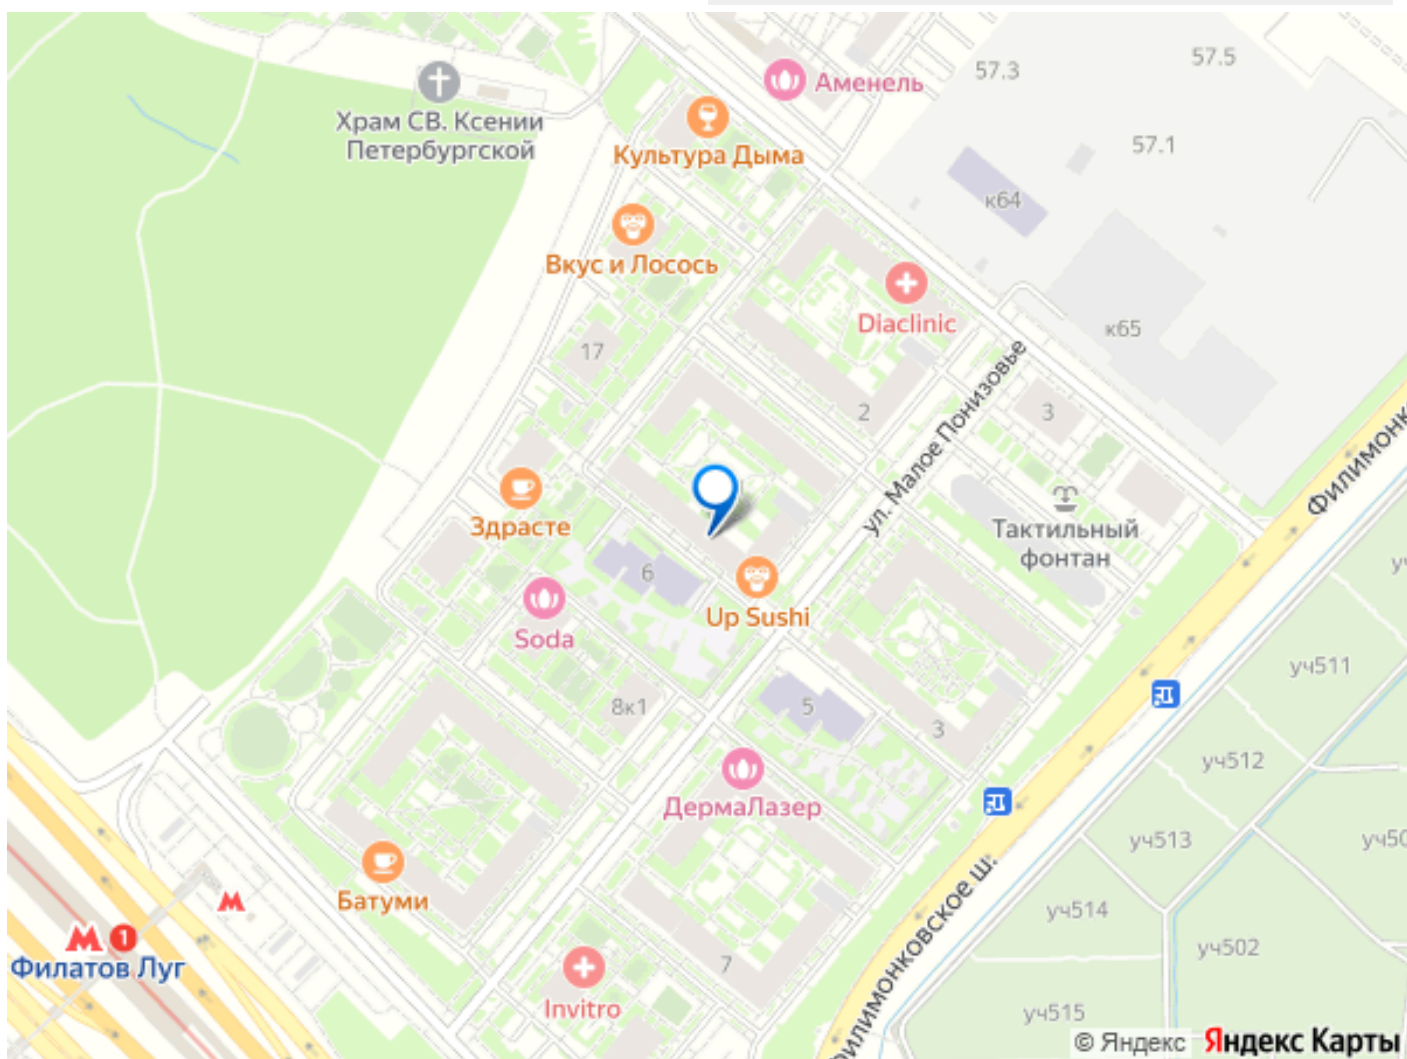 57.5
57.3
Аменель
Храм СВ. Ксении
Петербургской
Культура Дыма
57.1
к64
Вкус и Лосось
Diaclinic
к65
17
ул. Малое Понизовье
2
3
Филимонк
Здрасте
Тактильный
фонтан
6
Up Sushi
Soda
уч511
8к1
5
3
уч512
ДермаЛазер
уч513
уч50
Батуми
Филимонковское ш.
уч514
М
М 1
Филатов Луг
уч502
7
Invitro
уч515
© Яндекс Яндекс Карты